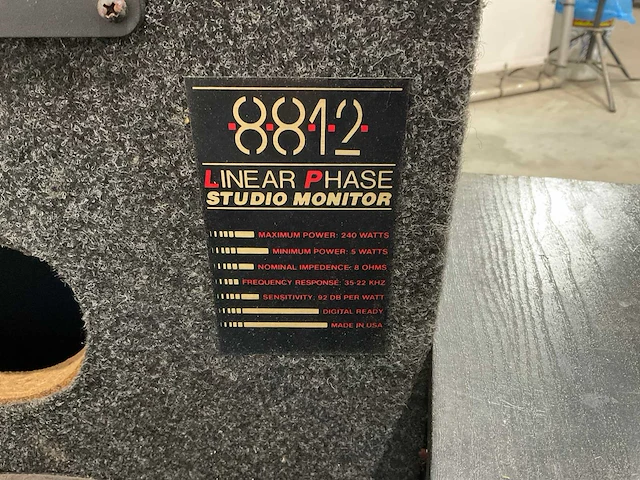 8812
LINEAR PHASE
STUDIO MONITOR
MAXIMUM POWER: 240 WATTS
MINIMUM POWER: 5 WATTS
NOMINAL IMPEDENCE: 8 OHMS
FREQUENCY RESPONSE: 35-22 KHZ
SENSITIVITY: 92 DB PER WATT
DIGITAL READY
MADE IN USA